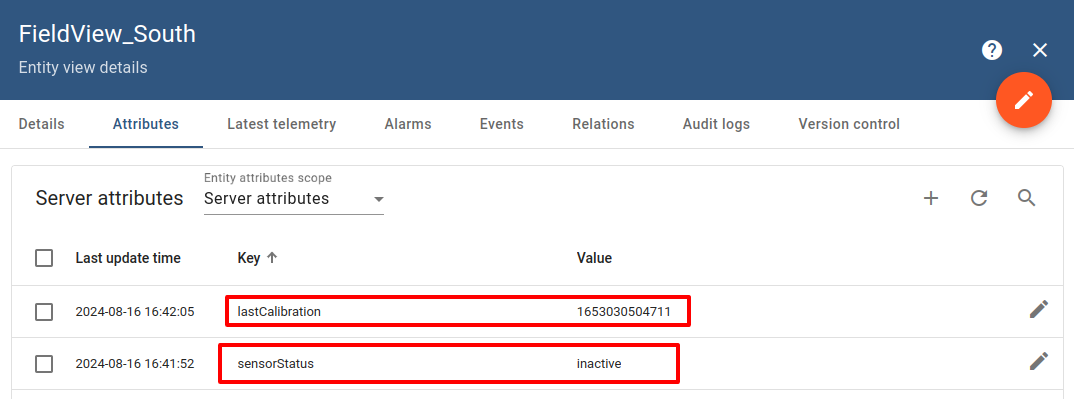 FieldView_South
Entity view details
?
Details Attributes Latest telemetry Alarms Events Relations Audit logs Version control
Entity attributes scope
Server attributes Server attributes
Last update time Key Value
2024-08-16 16:42:05 lastCalibration 1653030504711
2024-08-16 16:41:52 sensorStatus inactive